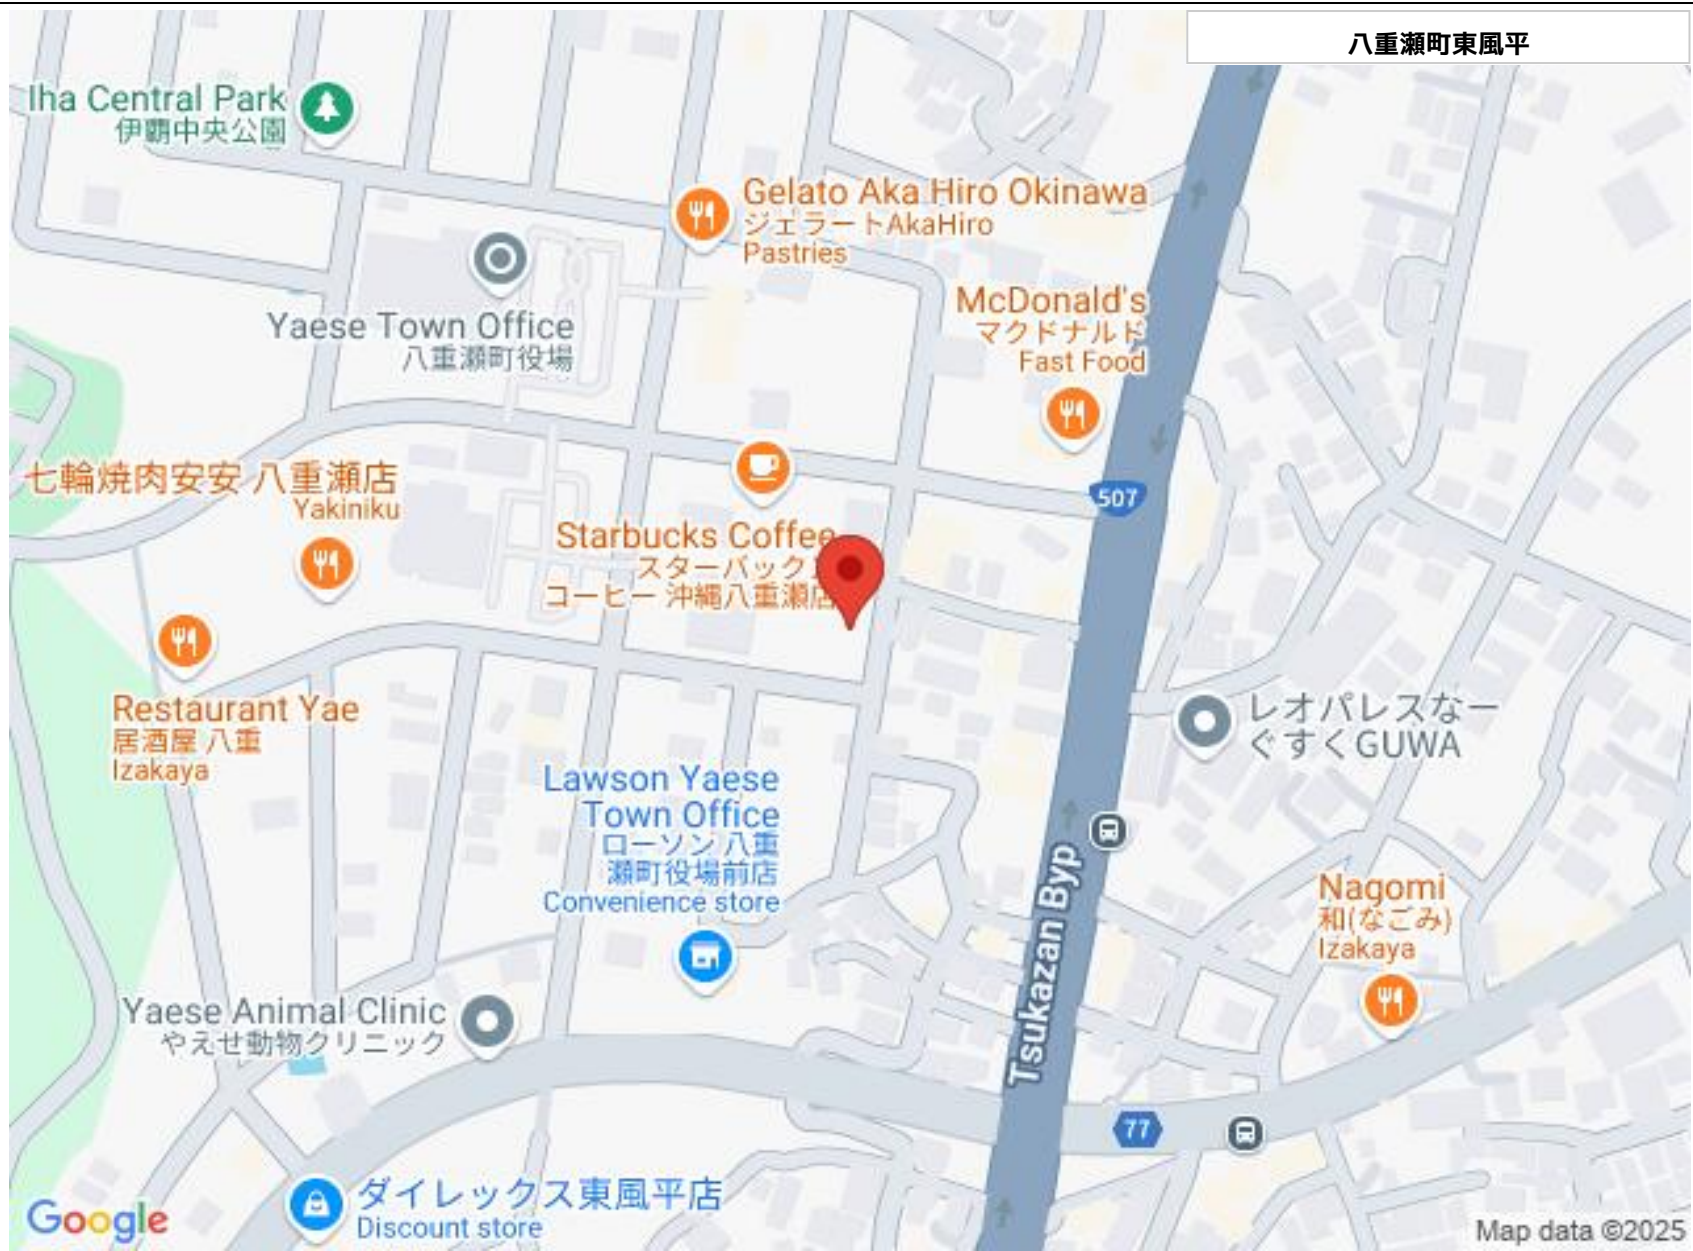 八重瀬町東風平
Iha Central Park
伊覇中央公園
Gelato Aka Hiro Okinawa
ジェラートAkaHiro
Pastries
Yaese Town Office
八重瀬町役場
McDonald's
マクドナルド
Fast Food
七輪焼肉安安 八重瀬店
Yakiniku
507
Starbucks Coffee
スターバック
コーヒー 沖縄八重瀬店
Restaurant Yae
居酒屋 八重
Izakaya
レオパレスなー
ぐすくGUWA
Lawson Yaese
Town Office
ローソン 八重
瀬町役場前店
Convenience store
Tsukazan Byp
Nagomi
和(なごみ)
Izakaya
Yaese Animal Clinic
やえせ動物クリニック
77
ダイレックス東風平店
Discount store
Google
Map data ©2025